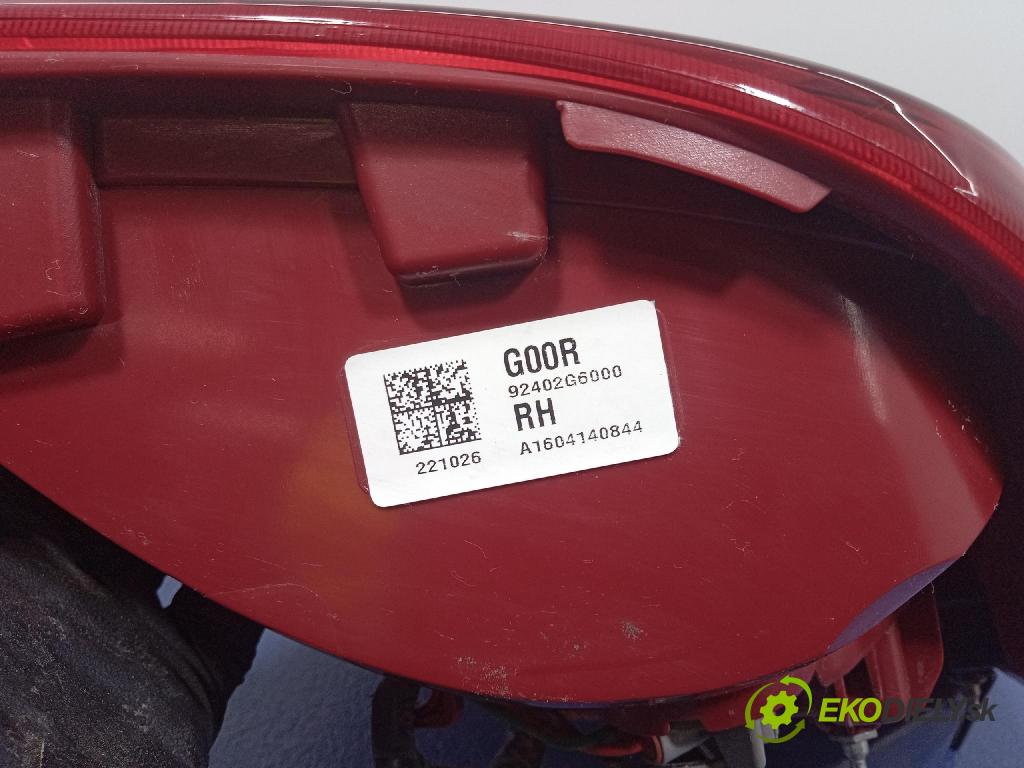 G00R
92402G6000
RH
A1604140844
221026
EKODIELY.sk